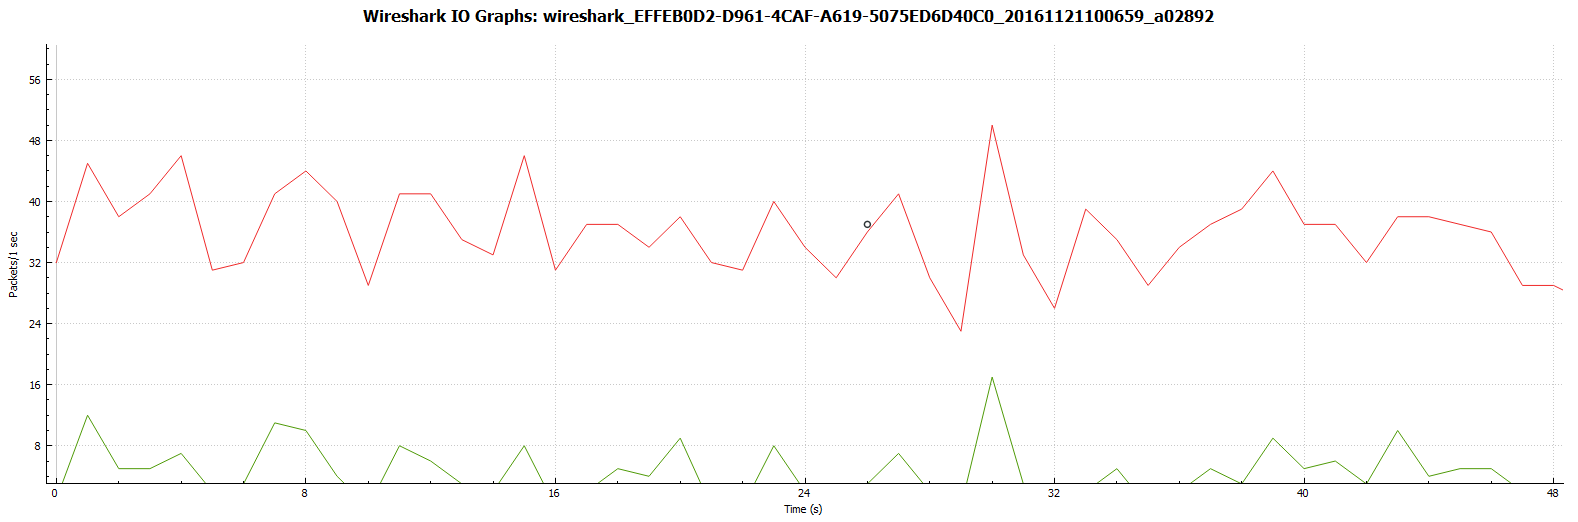 Wireshark IO Graphs: wireshark_EFFEB0D2-D961-4CAF-A619-5075ED6D40C0_20161121100659_a02892
56
48
40
32
24
16
8
Packets/1 sec
0 8 16 24 32 40 48
Time (s)